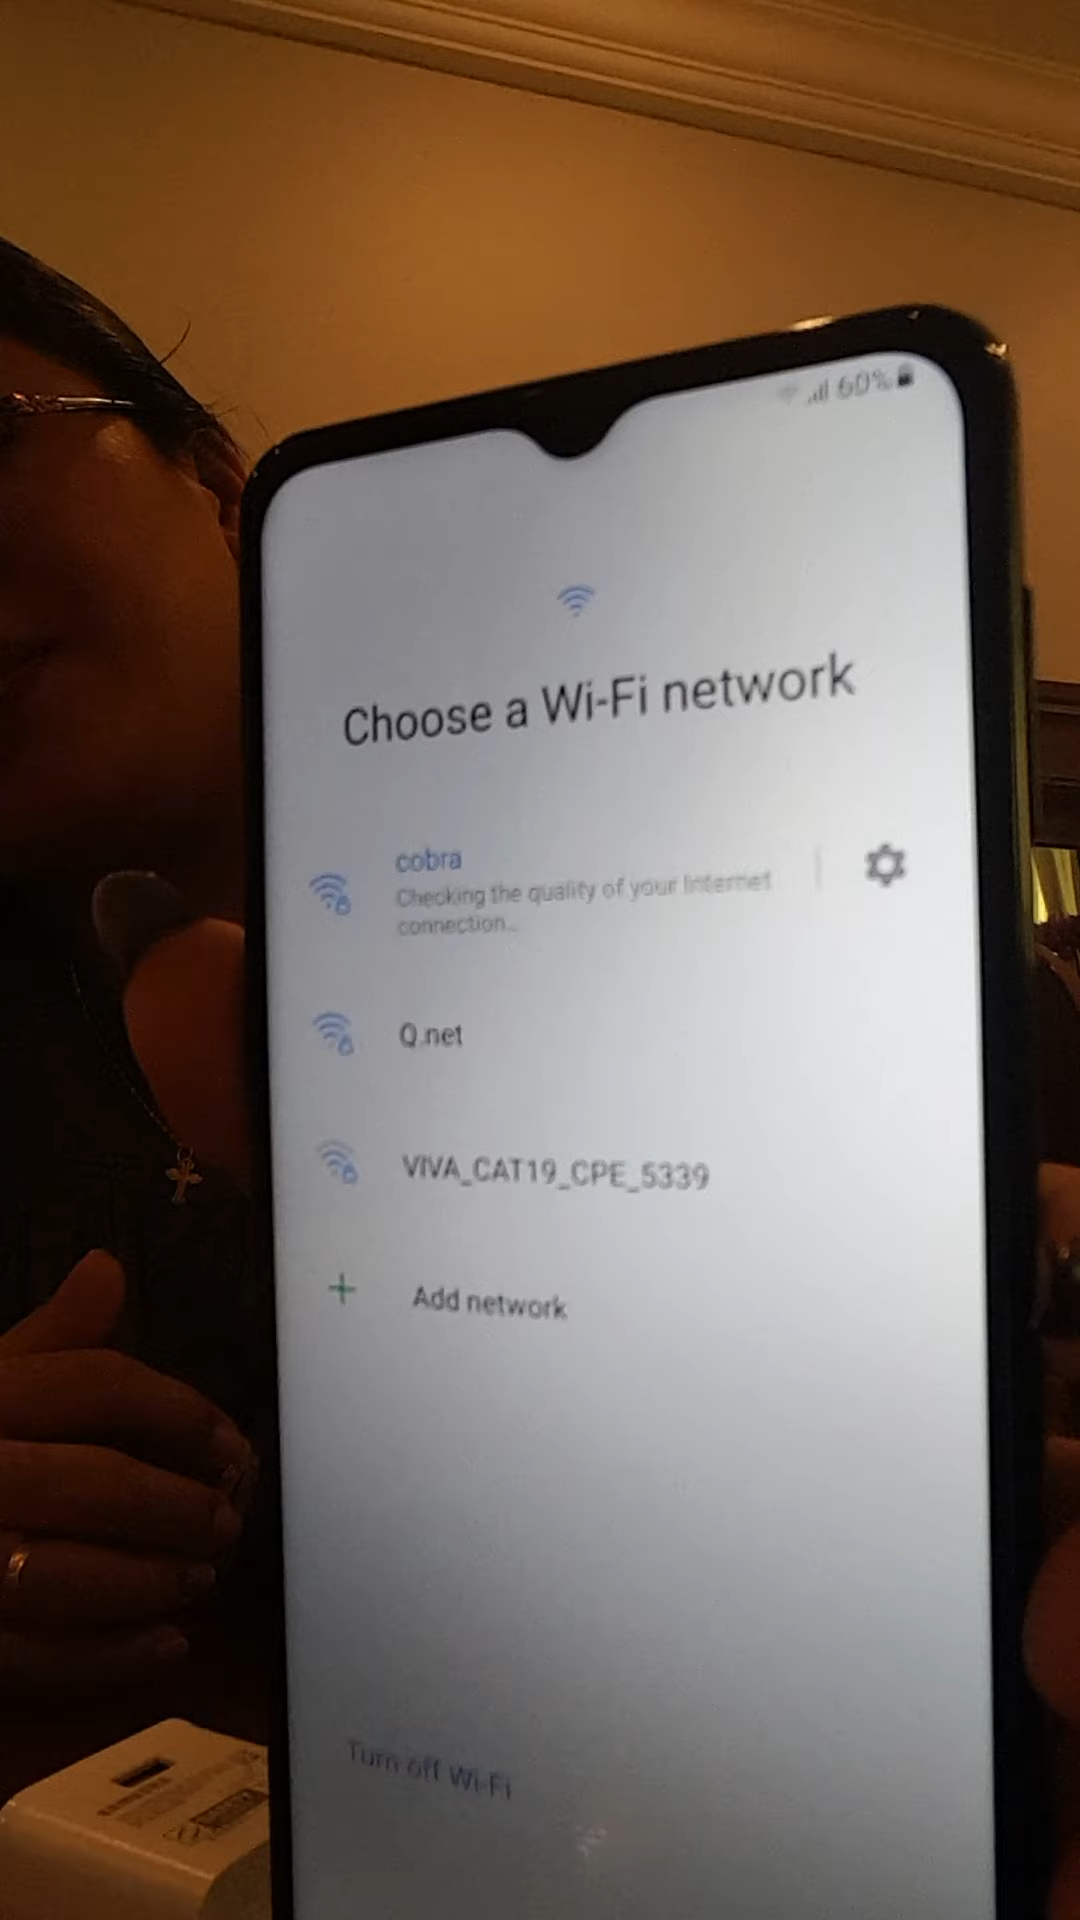 60%
Choose a Wi-Fi network
cobra
Checking the quality of your Internet
connection...
Q.net
VIVA_CAT19_CPE_5339
Add network
Turn off Wi-Fi